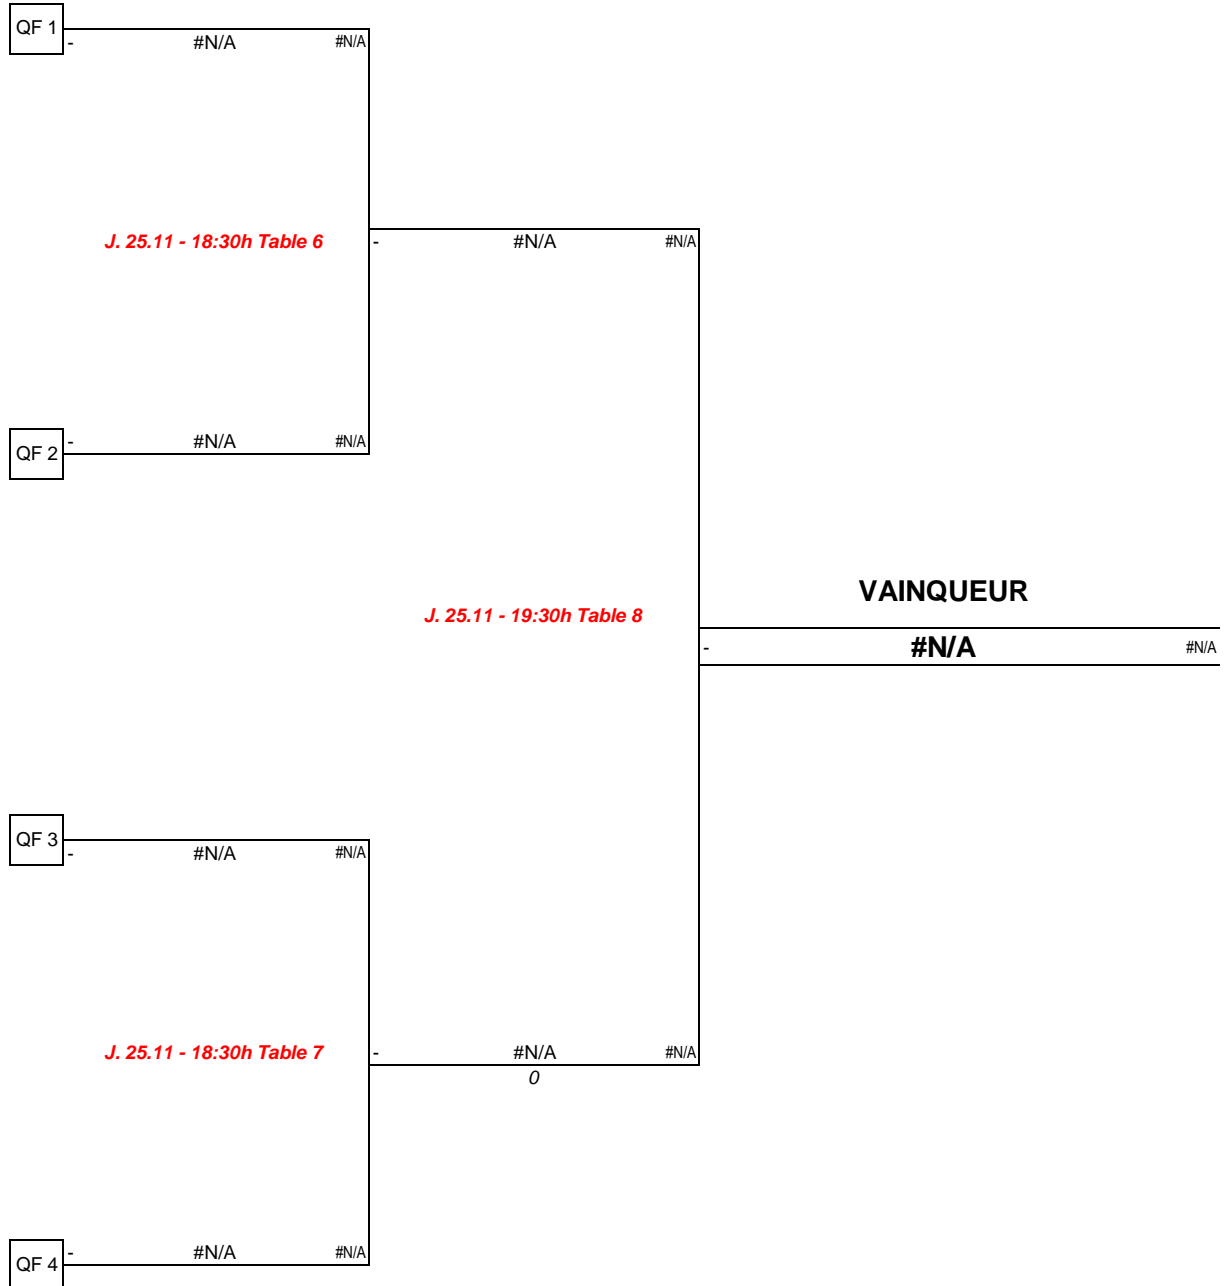 QF 1
- #N/A #N/A
J. 25.11 - 18:30h Table 6
- #N/A #N/A
- #N/A #N/A
QF 2
VAINQUEUR
J. 25.11 - 19:30h Table 8
- #N/A #N/A
QF 3
- #N/A #N/A
J. 25.11 - 18:30h Table 7
- #N/A #N/A
0
- #N/A #N/A
QF 4